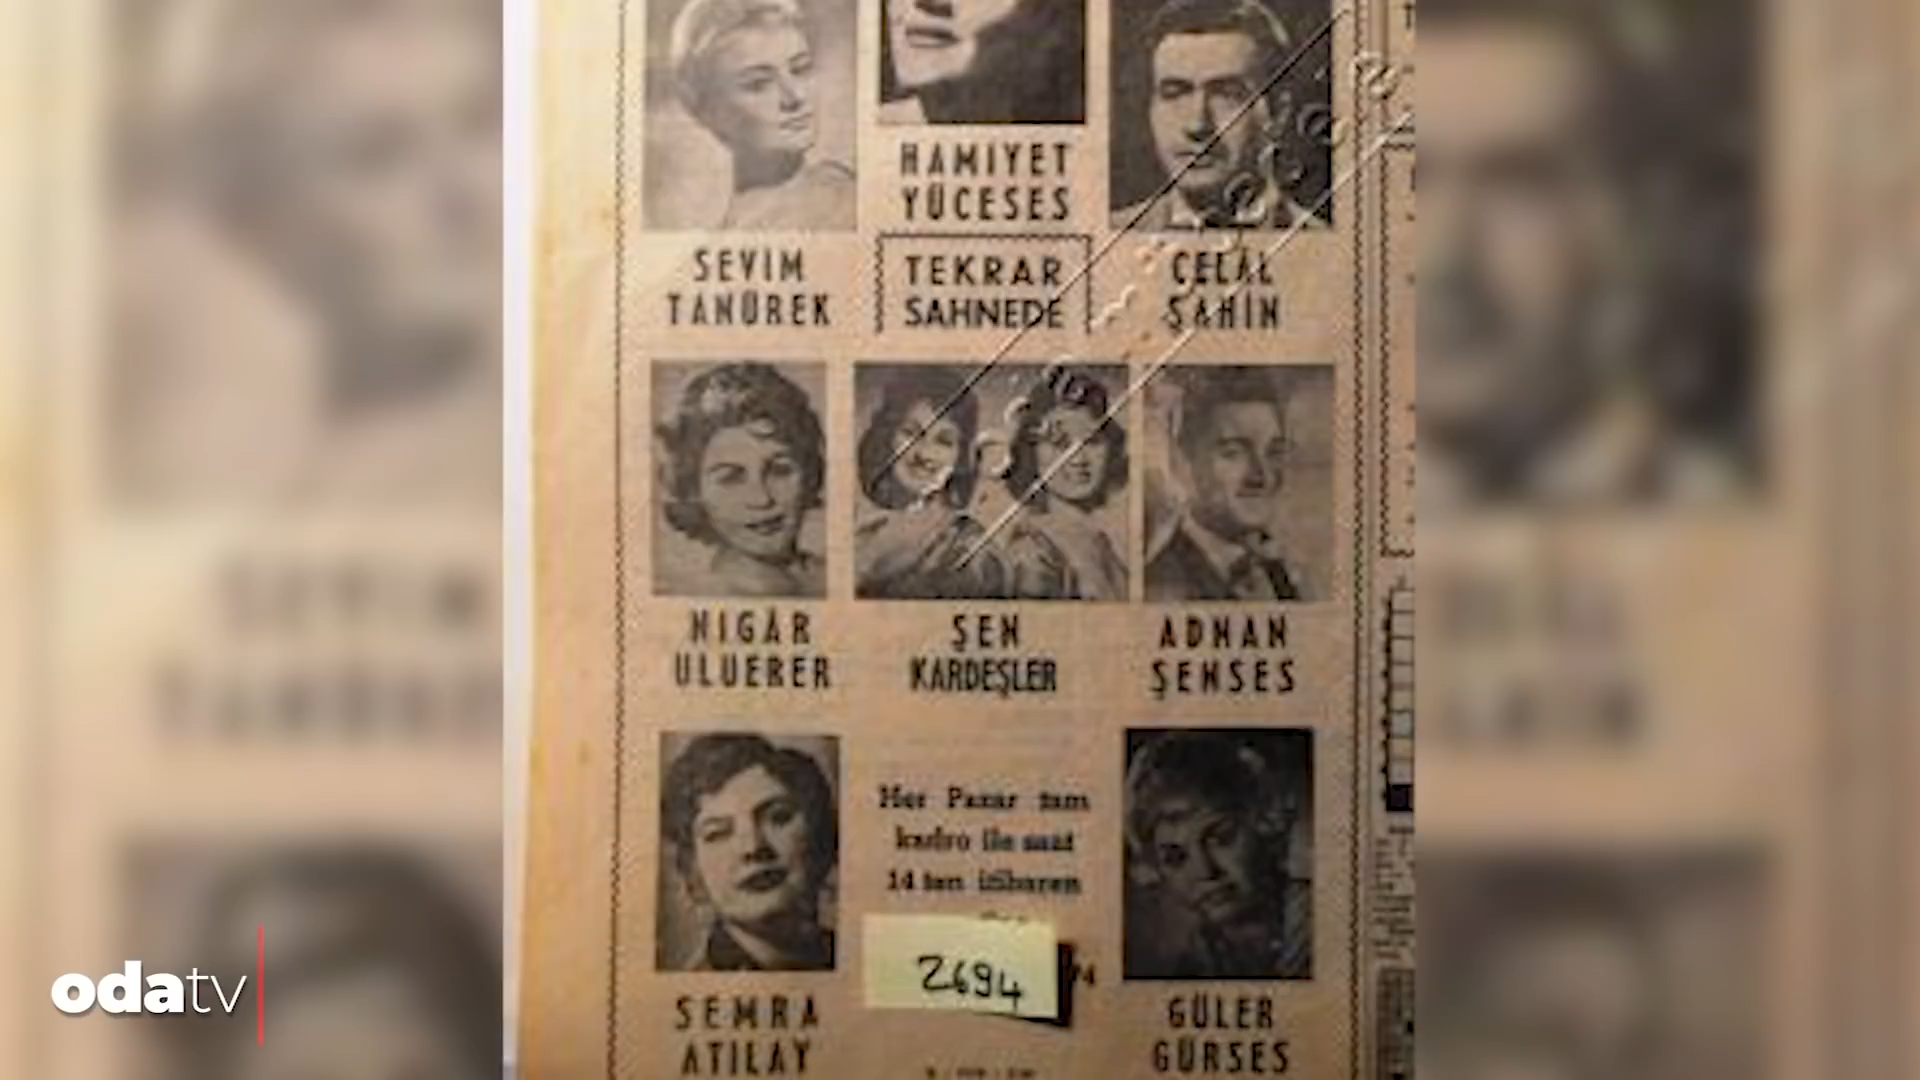 HAMİYET
YÜCESES
SEVİM
TANÜREK
TEKRAR
SAHNEDE
CELÂL
ŞAHİN
NİGÂR
ULUERER
ŞEN
KARDEŞLER
ADNAN
ŞENSES
Her Pazar tam
kadro ile saat
14 ten itibaren
2694
SEMRA
ATILAY
GÜLER
GÜRSES
odatv